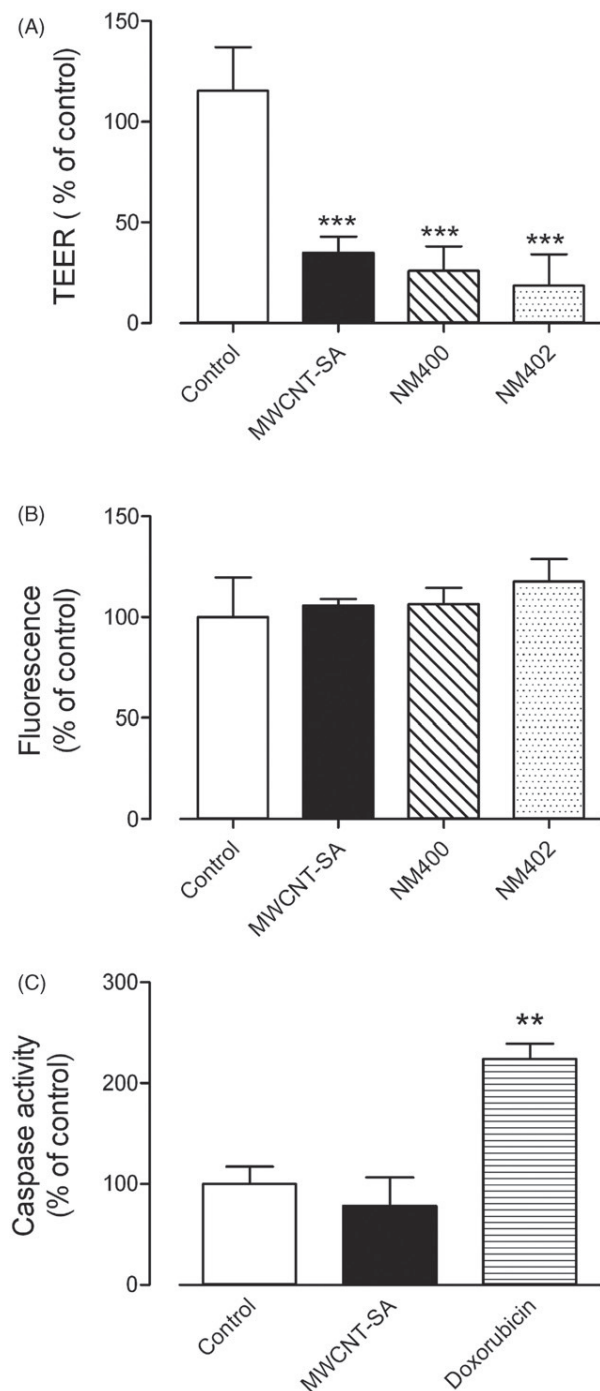 (A)
TEER ( % of control)
150
100
50
0
***
***
***
Control
MWCNT-SA
NM400
NM402
(B)
Fluorescence
(% of control)
150
100
50
0
Control
MWCNT-SA
NM400
NM402
(C)
Caspase activity
(% of control)
300
200
100
0
**
Control
MWCNT-SA
Doxorubicin